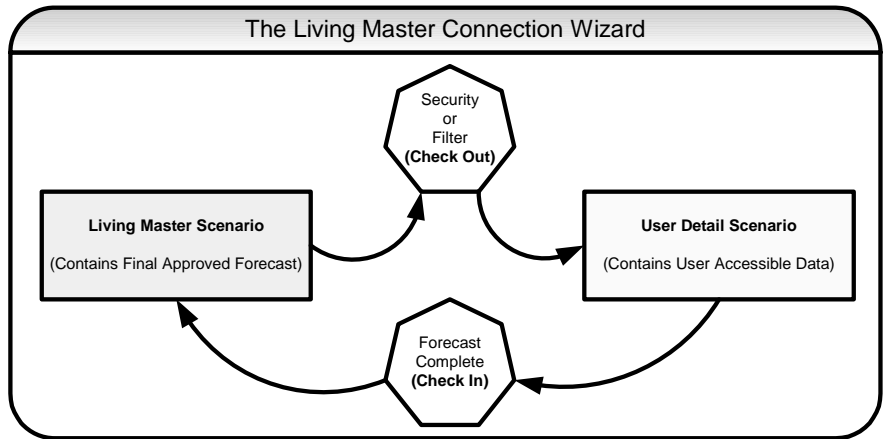 The Living Master Connection Wizard
Security
or
Filter
(Check Out)
Living Master Scenario
(Contains Final Approved Forecast)
User Detail Scenario
(Contains User Accessible Data)
Forecast
Complete
(Check In)